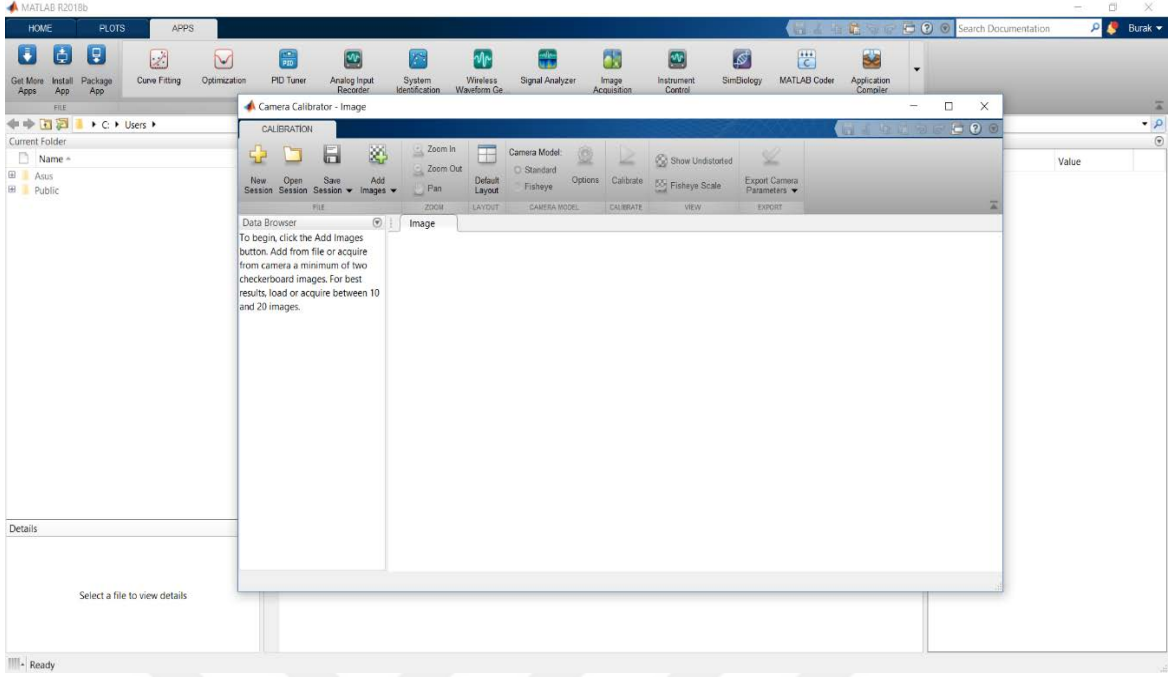 MATLAB R2018b
HOME PLOTS APPS
Search Documentation
Burak
Get More Apps
Install App
Package App
Curve Fitting
Optimization
PID Tuner
Analog Input Recorder
System Identification
Wireless Waveform Ge...
Signal Analyzer
Image Acquisition
Instrument Control
SimBiology
MATLAB Coder
Application Compiler
FILE
C: Users
Current Folder
Name
Asus
Public
Value
Camera Calibrator - Image
CALIBRATION
New Session
Open Session
Save Session
Add Images
Zoom In
Zoom Out
Pan
Default Layout
Camera Model:
Standard
Fisheye
Options
Calibrate
Show Undistorted
Fisheye Scale
Export Camera Parameters
FILE ZOOM LAYOUT CAMERA MODEL CALIBRATE VIEW EXPORT
Data Browser
Image
To begin, click the Add Images
button. Add from file or acquire
from camera a minimum of two
checkerboard images. For best
results, load or acquire between 10
and 20 images.
Details
Select a file to view details
Ready